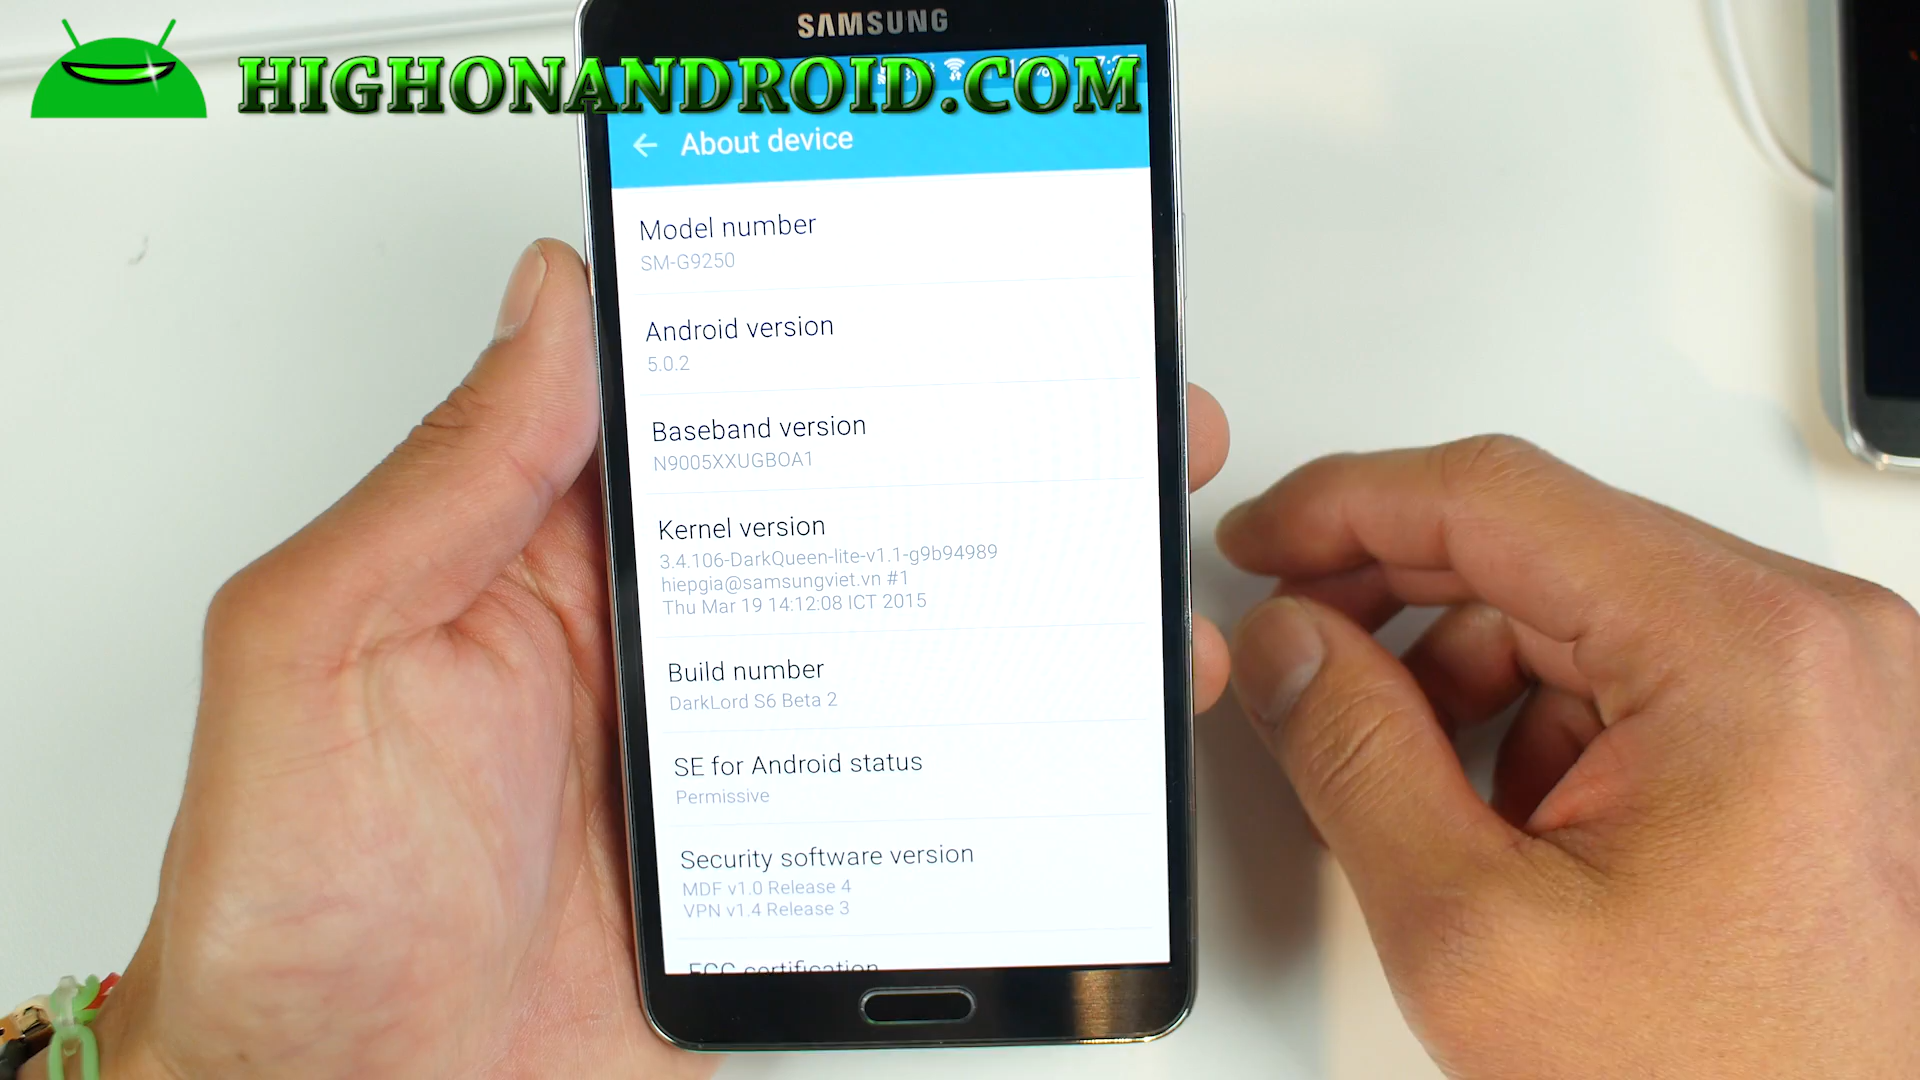 SAMSUNG
HIGHONANDROID.COM
About device
Model number
SM-G9250
Android version
5.0.2
Baseband version
N9005XXUGBOA1
Kernel version
3.4.106-DarkQueen-lite-v1.1-g9b94989
hiepgia@samsungviet.vn #1
Thu Mar 19 14:12:08 ICT 2015
Build number
DarkLord S6 Beta 2
SE for Android status
Permissive
Security software version
MDF v1.0 Release 4
VPN v1.4 Release 3
FCC certification